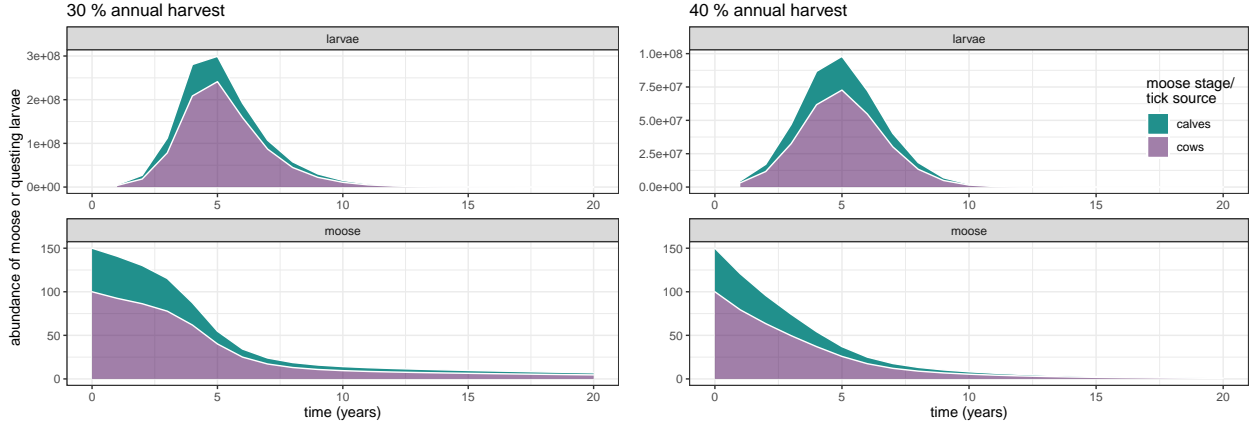 30 % annual harvest
larvae
3e+08
2e+08
1e+08
0e+00
0 5 10 15 20
moose
150
100
50
0
0 5 10 15 20
time (years)
abundance of moose or questing larvae
40 % annual harvest
larvae
1.0e+08
7.5e+07
5.0e+07
2.5e+07
0.0e+00
0 5 10 15 20
moose stage/
tick source
calves
cows
moose
150
100
50
0
0 5 10 15 20
time (years)